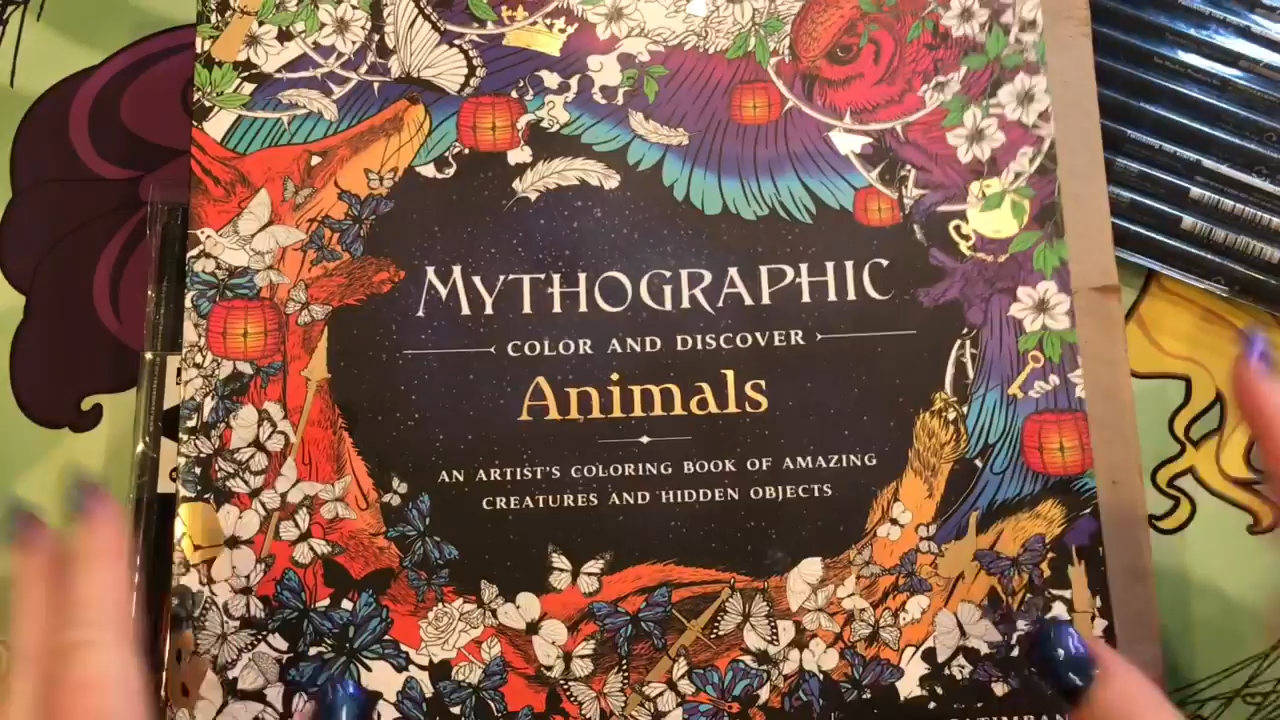 MYTHOGRAPHIC
COLOR AND DISCOVER
Animals
AN ARTIST'S COLORING BOOK OF AMAZING
CREATURES AND HIDDEN OBJECTS